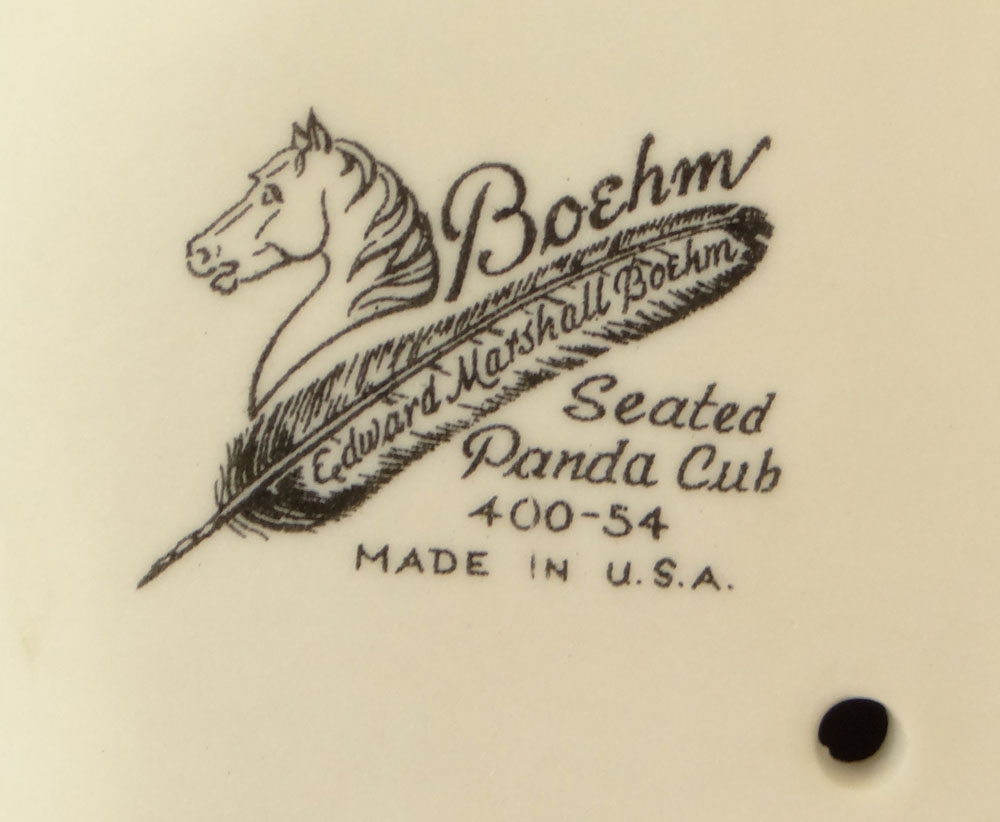 Boehm
Edward Marshall Boehm
Seated
Panda Cub
400-54
MADE IN U.S.A.